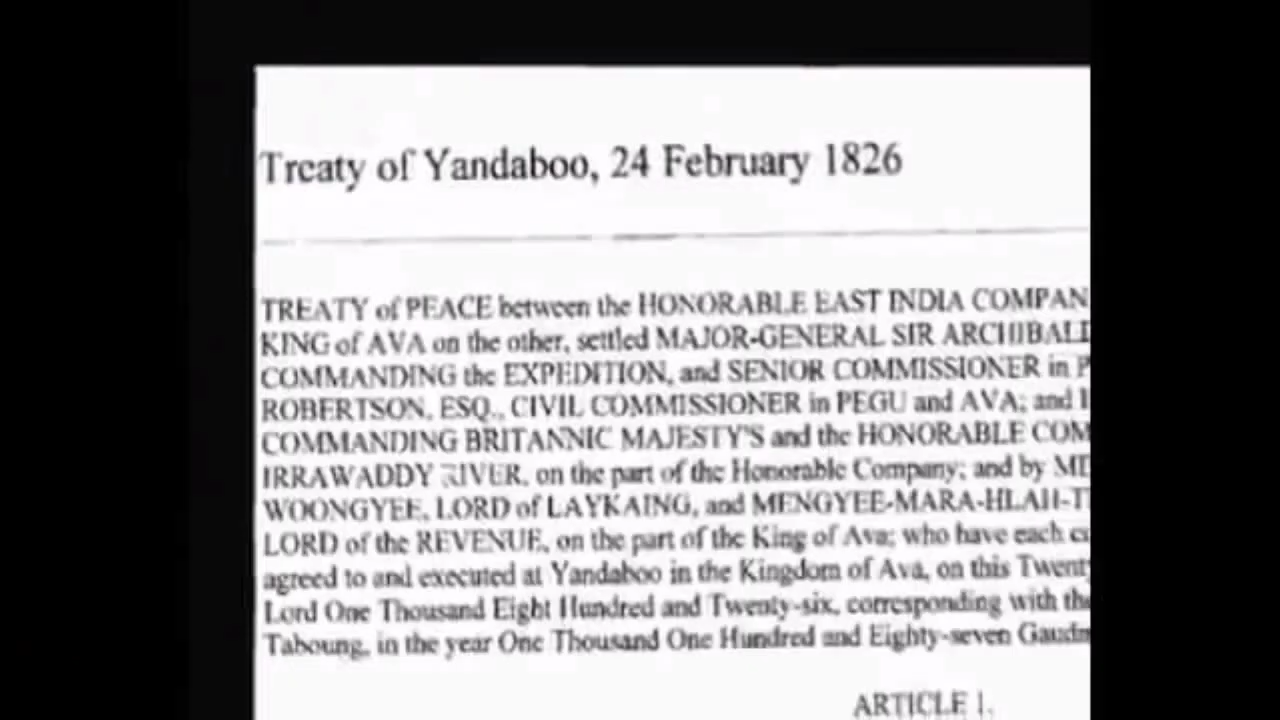 Treaty of Yandaboo, 24 February 1826
TREATY of PEACE between the HONORABLE EAST INDIA COMPAN
KING of AVA on the other, settled MAJOR-GENERAL SIR ARCHIBALD
COMMANDING the EXPEDITION, and SENIOR COMMISSIONER in P
ROBERTSON, ESQ., CIVIL COMMISSIONER in PEGU and AVA; and
COMMANDING BRITANNIC MAJESTY'S and the HONORABLE COM
IRRAWADDY RIVER, on the part of the Honorable Company; and by
WOONGYEE, LORD of LAYKAING, and MENGYEE-MARA-HLAH-T
LORD of the REVENUE, on the part of the King of Ava; who have each
agreed to and executed at Yandaboo in the Kingdom of Ava, on this Twenty
Lord One Thousand Eight Hundred and Twenty-six, corresponding with the
Taboung, in the year One Thousand One Hundred and Eighty-seven Gaudm
ARTICLE 1.